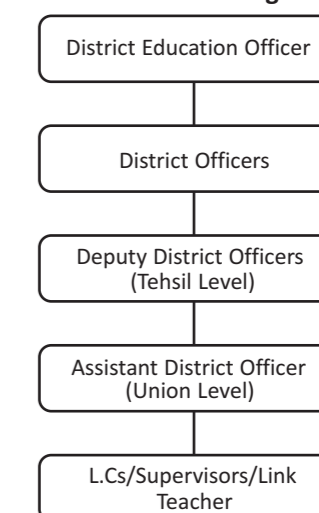 District Education Officer
District Officers
Deputy District Officers
(Tehsil Level)
Assistant District Officer
(Union Level)
L.Cs/Supervisors/Link
Teacher